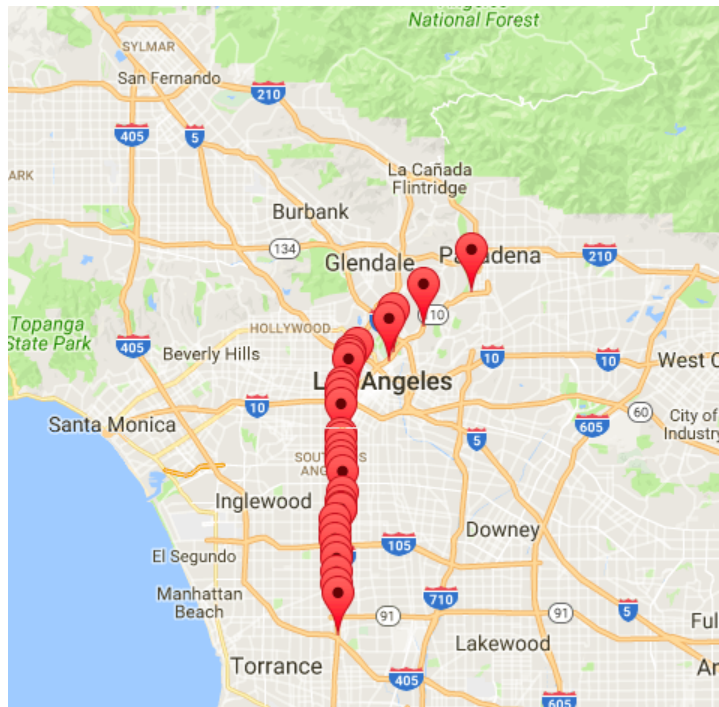 National Forest
SYLMAR
San Fernando
210
405
5
ARK
La Cañada
Flintridge
Burbank
134
Glendale
Pasadena
210
Topanga
State Park
HOLLYWOOD
110
405
Beverly Hills
10
10
West C
Los Angeles
Santa Monica
10
60
City of
Industry
605
5
Inglewood
Downey
El Segundo
105
Manhattan
Beach
710
91
91
5
Ful
Lakewood
Torrance
405
An
605